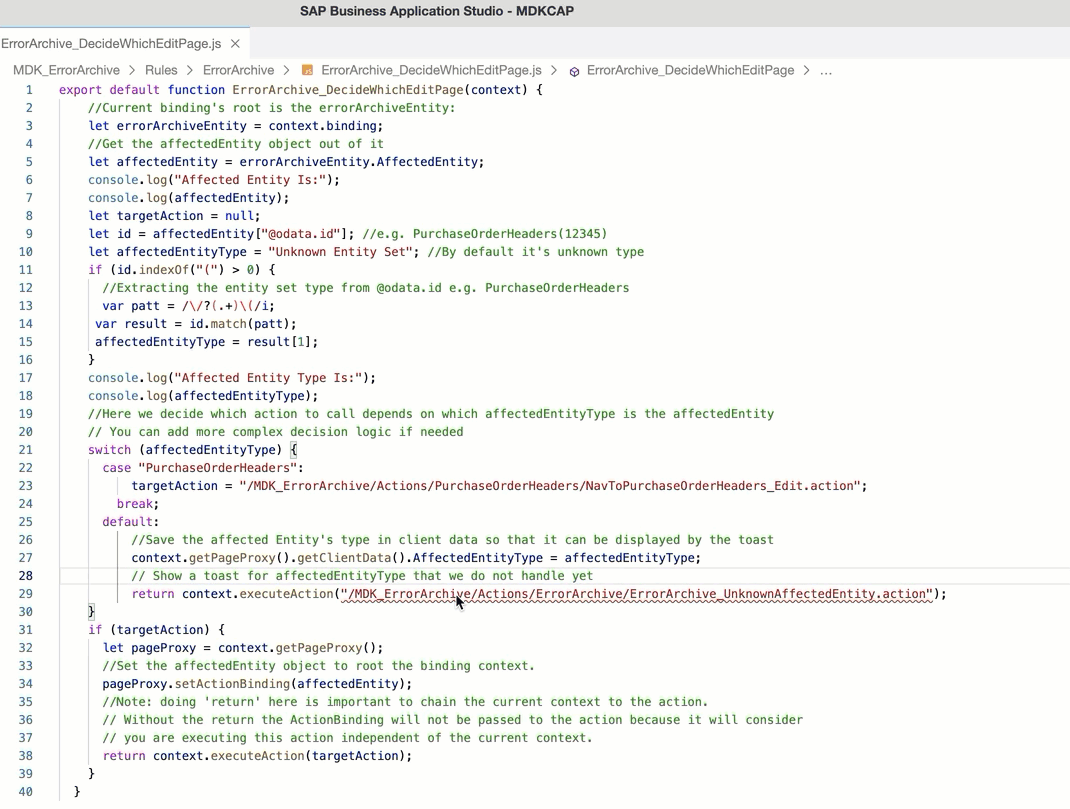 SAP Business Application Studio - MDKCAP
ErrorArchive_DecideWhichEditPage.js ×
MDK_ErrorArchive > Rules > ErrorArchive > JS ErrorArchive_DecideWhichEditPage.js > ErrorArchive_DecideWhichEditPage > ...
1 export default function ErrorArchive_DecideWhichEditPage(context) {
2 //Current binding's root is the errorArchiveEntity:
3 let errorArchiveEntity = context.binding;
4 //Get the affectedEntity object out of it
5 let affectedEntity = errorArchiveEntity.AffectedEntity;
6 console.log("Affected Entity Is:");
7 console.log(affectedEntity);
8 let targetAction = null;
9 let id = affectedEntity["@odata.id"]; //e.g. PurchaseOrderHeaders(12345)
10 let affectedEntityType = "Unknown Entity Set"; //By default it's unknown type
11 if (id.indexOf("(") > 0) {
12 //Extracting the entity set type from @odata.id e.g. PurchaseOrderHeaders
13 var patt = /\/?(.+)\(/i;
14 var result = id.match(patt);
15 affectedEntityType = result[1];
16 }
17 console.log("Affected Entity Type Is:");
18 console.log(affectedEntityType);
19 //Here we decide which action to call depends on which affectedEntityType is the affectedEntity
20 // You can add more complex decision logic if needed
21 switch (affectedEntityType) {
22 case "PurchaseOrderHeaders":
23 targetAction = "/MDK_ErrorArchive/Actions/PurchaseOrderHeaders/NavToPurchaseOrderHeaders_Edit.action";
24 break;
25 default:
26 //Save the affected Entity's type in client data so that it can be displayed by the toast
27 context.getPageProxy().getClientData().AffectedEntityType = affectedEntityType;
28 // Show a toast for affectedEntityType that we do not handle yet
29 return context.executeAction("/MDK_ErrorArchive/Actions/ErrorArchive/ErrorArchive_UnknownAffectedEntity.action");
30 }
31 if (targetAction) {
32 let pageProxy = context.getPageProxy();
33 //Set the affectedEntity object to root the binding context.
34 pageProxy.setActionBinding(affectedEntity);
35 //Note: doing 'return' here is important to chain the current context to the action.
36 // Without the return the ActionBinding will not be passed to the action because it will consider
37 // you are executing this action independent of the current context.
38 return context.executeAction(targetAction);
39 }
40 }